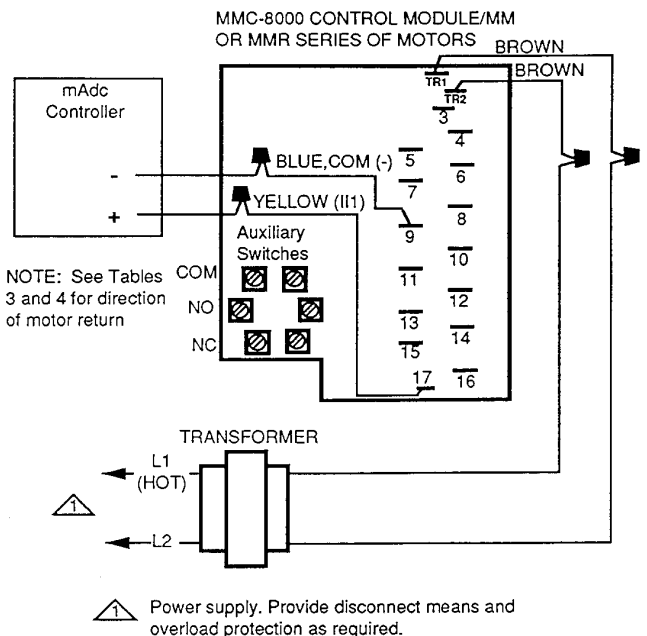 MMC-8000 CONTROL MODULE/MM
OR MMR SERIES OF MOTORS
BROWN
BROWN
mAdc
Controller
-
+
TR1
TR2
3
4
5
6
7
8
9
10
11
12
13
14
15
16
17
BLUE,COM (-)
YELLOW (II1)
Auxiliary
Switches
COM
NO
NC
NOTE: See Tables
3 and 4 for direction
of motor return
TRANSFORMER
L1
(HOT)
L2
1
1 Power supply. Provide disconnect means and
overload protection as required.